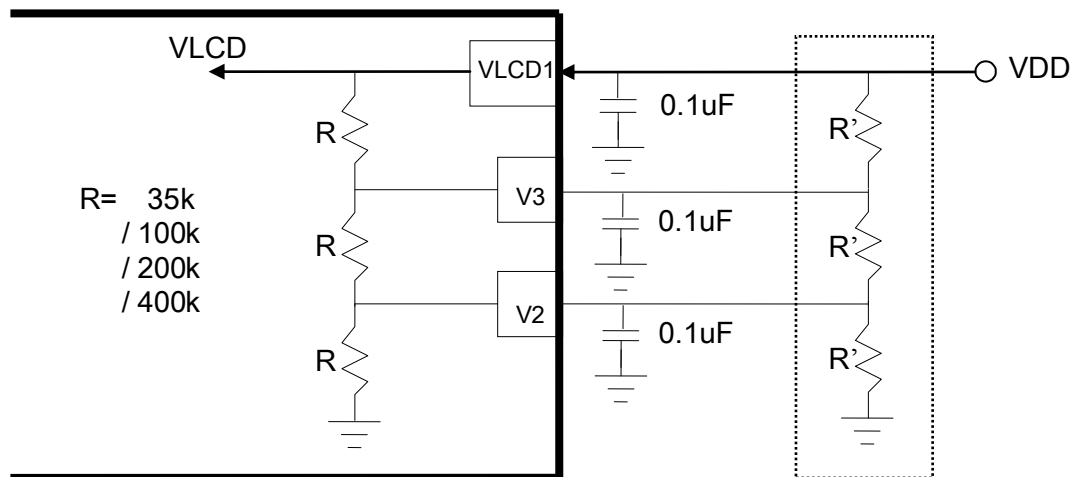 VLCD
VLCD1
VDD
0.1uF
R
R’
V3
R= 35k
/ 100k
/ 200k
/ 400k
0.1uF
R
R’
V2
0.1uF
R
R’